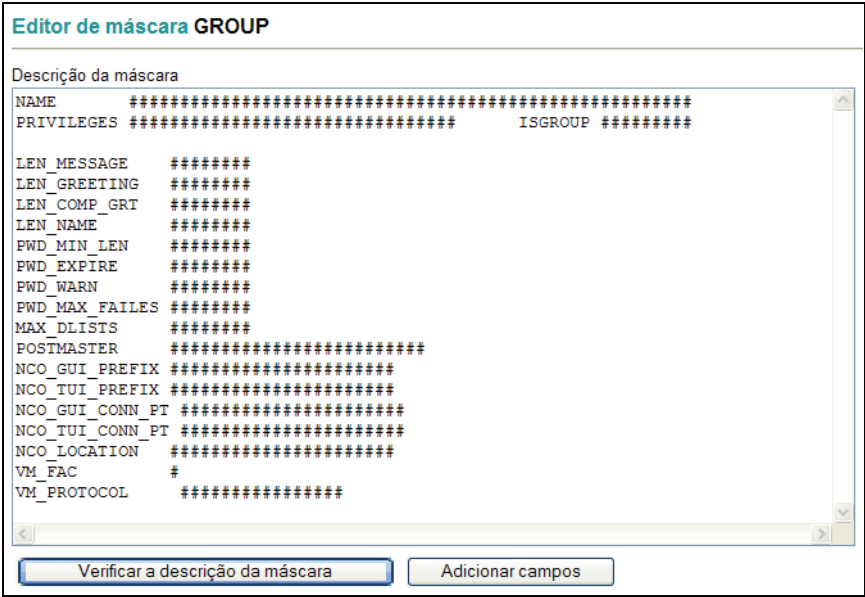 Editor de máscara GROUP
Descrição da máscara
NAME       #######################################################
PRIVILEGES ################################      ISGROUP #########
LEN_MESSAGE    ########
LEN_GREETING   ########
LEN_COMP_GRT   ########
LEN_NAME       ########
PWD_MIN_LEN    ########
PWD_EXPIRE     ########
PWD_WARN       ########
PWD_MAX_FAILES ########
MAX_DLISTS     ########
POSTMASTER     #########################
NCO_GUI_PREFIX ######################
NCO_TUI_PREFIX ######################
NCO_GUI_CONN_PT ######################
NCO_TUI_CONN_PT ######################
NCO_LOCATION   ######################
VM_FAC         #
VM_PROTOCOL     ################
Verificar a descrição da máscara   Adicionar campos